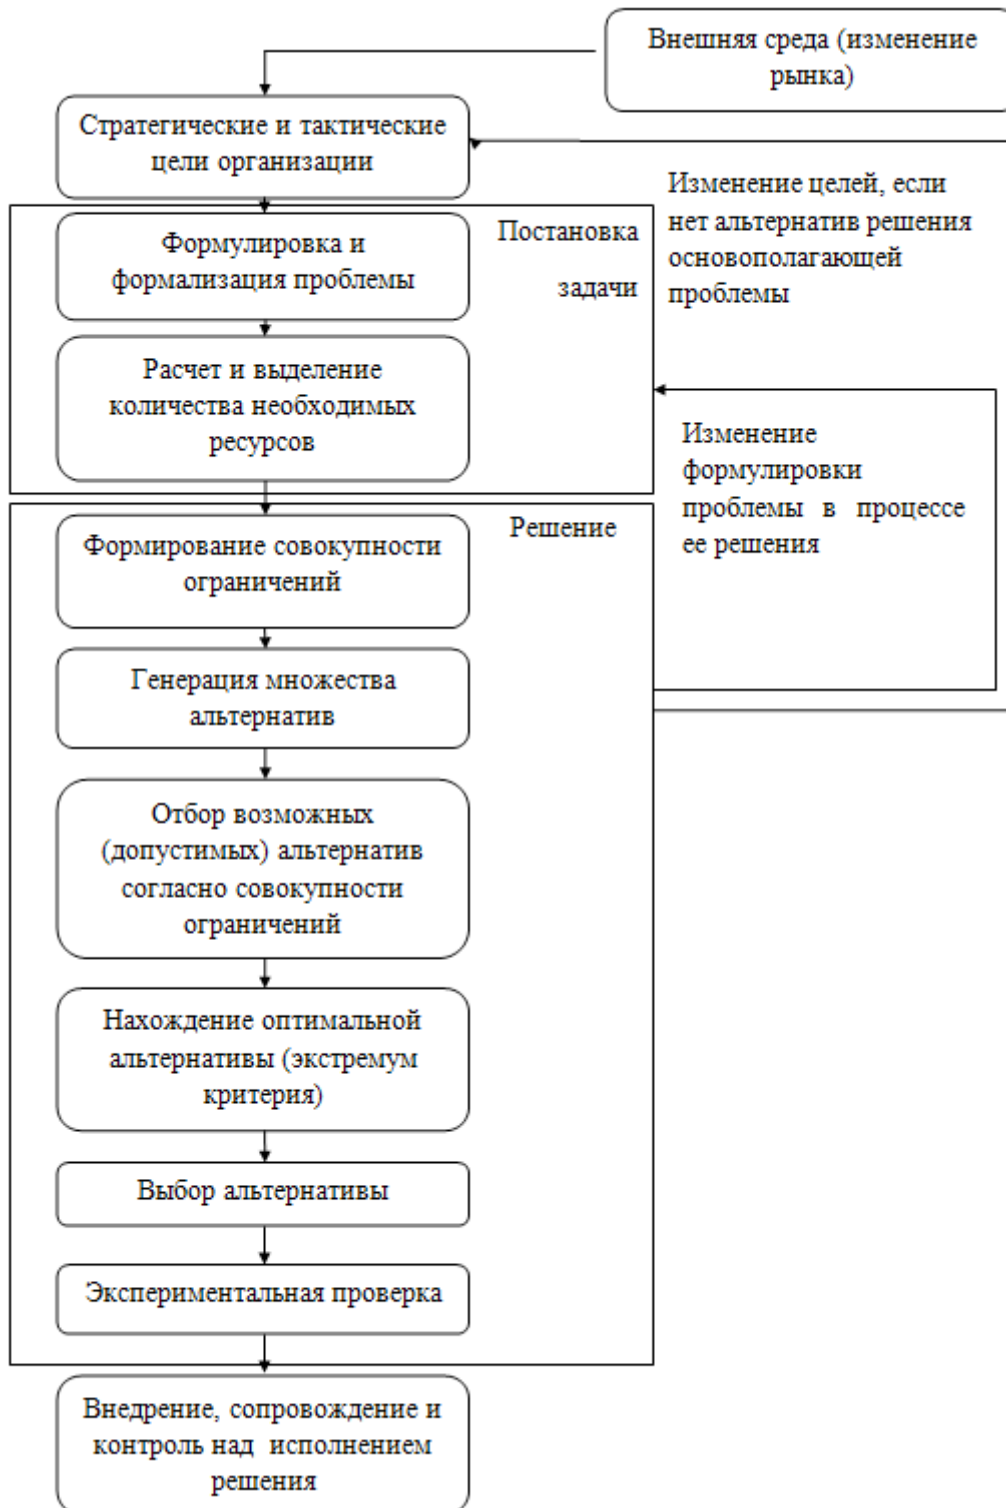 Внешняя среда (изменение
рынка)
Стратегические и тактические
цели организации
Изменение целей, если
нет альтернатив решения
основополагающей
проблемы
Постановка
задачи
Формулировка и
формализация проблемы
Расчет и выделение
количества необходимых
ресурсов
Изменение
формулировки
проблемы в процессе
ее решения
Решение
Формирование совокупности
ограничений
Генерация множества
альтернатив
Отбор возможных
(допустимых) альтернатив
согласно совокупности
ограничений
Нахождение оптимальной
альтернативы (экстремум
критерия)
Выбор альтернативы
Экспериментальная проверка
Внедрение, сопровождение и
контроль над исполнением
решения